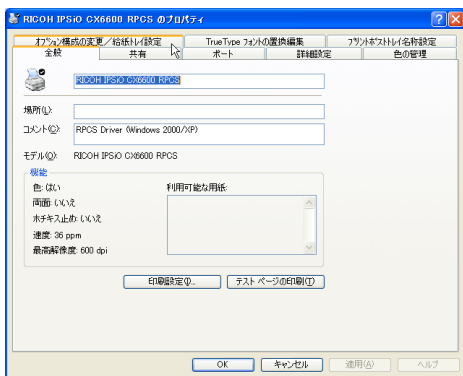 RICOH IPSiO CX6600 RPCS のプロパティ
オプション構成の変更／給紙トレイ設定
TrueType フォントの置換編集
プリントポストトレイ名称設定
全般
共有
ポート
詳細設定
色の管理
RICOH IPSiO CX6600 RPCS
場所(L):
コメント(C):
RPCS Driver (Windows 2000/XP)
モデル(O):
RICOH IPSiO CX6600 RPCS
機能
色: はい
利用可能な用紙:
両面: いいえ
ホチキス止め: いいえ
速度: 36 ppm
最高解像度: 600 dpi
印刷設定(I)...
テスト ページの印刷(T)
OK
キャンセル
適用(A)
ヘルプ